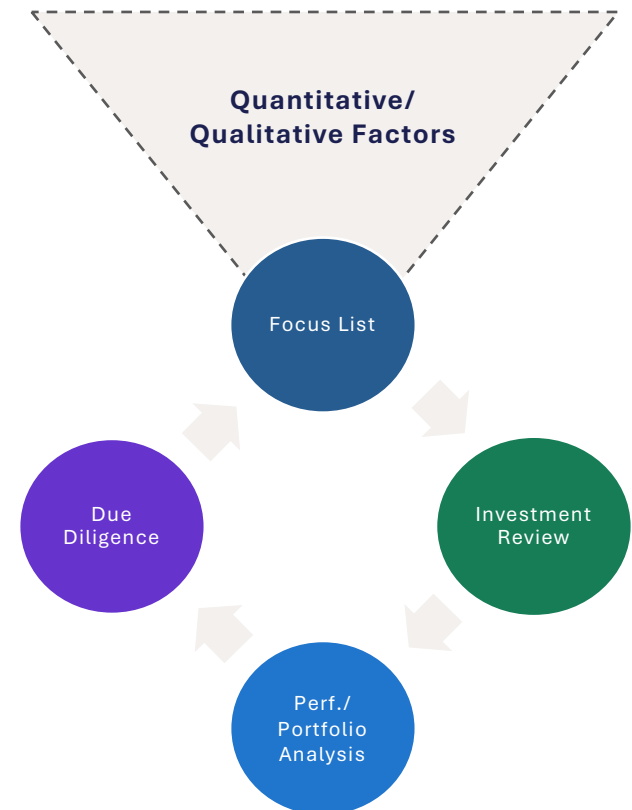 Quantitative/
Qualitative Factors
Focus List
Due
Diligence
Investment
Review
Perf./
Portfolio
Analysis